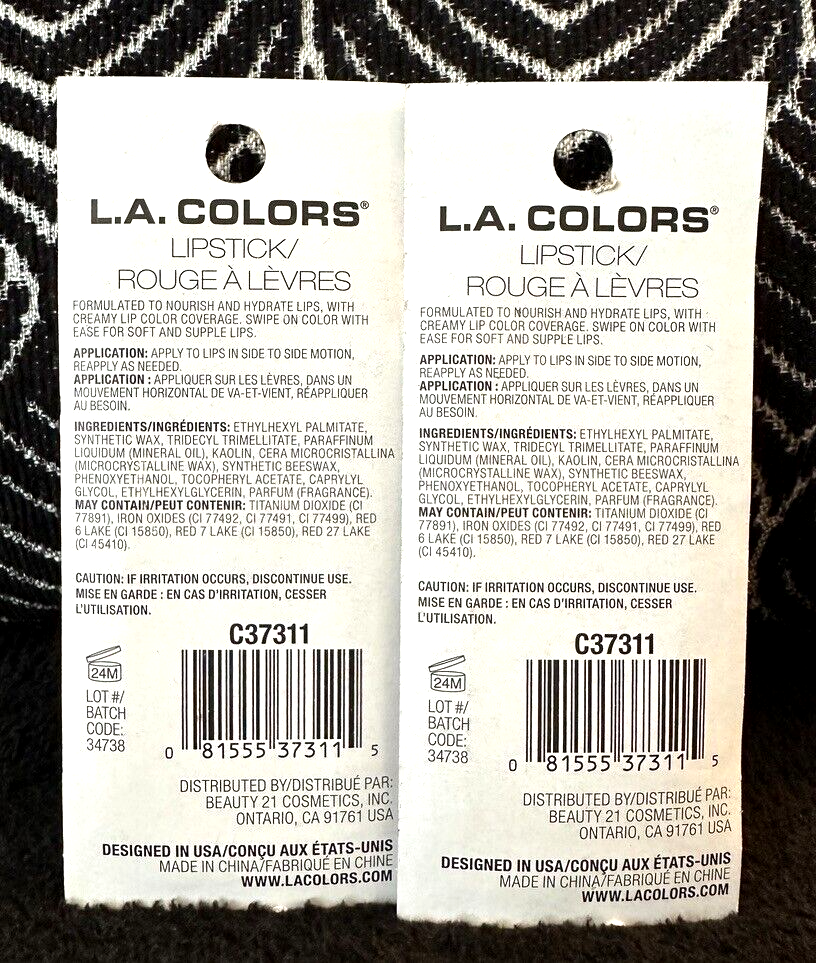 L.A. COLORS®
LIPSTICK/
ROUGE À LÈVRES
FORMULATED TO NOURISH AND HYDRATE LIPS, WITH
CREAMY LIP COLOR COVERAGE. SWIPE ON COLOR WITH
EASE FOR SOFT AND SUPPLE LIPS.
APPLICATION: APPLY TO LIPS IN SIDE TO SIDE MOTION,
REAPPLY AS NEEDED.
APPLICATION : APPLIQUER SUR LES LÈVRES, DANS UN
MOUVEMENT HORIZONTAL DE VA-ET-VIENT, RÉAPPLIQUER
AU BESOIN.
INGREDIENTS/INGRÉDIENTS: ETHYLHEXYL PALMITATE,
SYNTHETIC WAX, TRIDECYL TRIMELLITATE, PARAFFINUM
LIQUIDUM (MINERAL OIL), KAOLIN, CERA MICROCRISTALLINA
(MICROCRYSTALLINE WAX), SYNTHETIC BEESWAX,
PHENOXYETHANOL, TOCOPHERYL ACETATE, CAPRYLYL
GLYCOL, ETHYLHEXYLGLYCERIN, PARFUM (FRAGRANCE).
MAY CONTAIN/PEUT CONTENIR: TITANIUM DIOXIDE (CI
77891), IRON OXIDES (CI 77492, CI 77491, CI 77499), RED
6 LAKE (CI 15850), RED 7 LAKE (CI 15850), RED 27 LAKE
(CI 45410).
CAUTION: IF IRRITATION OCCURS, DISCONTINUE USE.
MISE EN GARDE : EN CAS D'IRRITATION, CESSER
L'UTILISATION.
C37311
24M
LOT #/
BATCH
CODE:
34738
0 81555 37311 5
DISTRIBUTED BY/DISTRIBUÉ PAR:
BEAUTY 21 COSMETICS, INC.
ONTARIO, CA 91761 USA
DESIGNED IN USA/CONÇU AUX ÉTATS-UNIS
MADE IN CHINA/FABRIQUÉ EN CHINE
WWW.LACOLORS.COM
L.A. COLORS®
LIPSTICK/
ROUGE À LÈVRES
FORMULATED TO NOURISH AND HYDRATE LIPS, WITH
CREAMY LIP COLOR COVERAGE. SWIPE ON COLOR WITH
EASE FOR SOFT AND SUPPLE LIPS.
APPLICATION: APPLY TO LIPS IN SIDE TO SIDE MOTION,
REAPPLY AS NEEDED.
APPLICATION : APPLIQUER SUR LES LÈVRES, DANS UN
MOUVEMENT HORIZONTAL DE VA-ET-VIENT, RÉAPPLIQUER
AU BESOIN.
INGREDIENTS/INGRÉDIENTS: ETHYLHEXYL PALMITATE,
SYNTHETIC WAX, TRIDECYL TRIMELLITATE, PARAFFINUM
LIQUIDUM (MINERAL OIL), KAOLIN, CERA MICROCRISTALLINA
(MICROCRYSTALLINE WAX), SYNTHETIC BEESWAX,
PHENOXYETHANOL, TOCOPHERYL ACETATE, CAPRYLYL
GLYCOL, ETHYLHEXYLGLYCERIN, PARFUM (FRAGRANCE).
MAY CONTAIN/PEUT CONTENIR: TITANIUM DIOXIDE (CI
77891), IRON OXIDES (CI 77492, CI 77491, CI 77499), RED
6 LAKE (CI 15850), RED 7 LAKE (CI 15850), RED 27 LAKE
(CI 45410).
CAUTION: IF IRRITATION OCCURS, DISCONTINUE USE.
MISE EN GARDE : EN CAS D'IRRITATION, CESSER
L'UTILISATION.
C37311
24M
LOT #/
BATCH
CODE:
34738
0 81555 37311 5
DISTRIBUTED BY/DISTRIBUÉ PAR:
BEAUTY 21 COSMETICS, INC.
ONTARIO, CA 91761 USA
DESIGNED IN USA/CONÇU AUX ÉTATS-UNIS
MADE IN CHINA/FABRIQUÉ EN CHINE
WWW.LACOLORS.COM